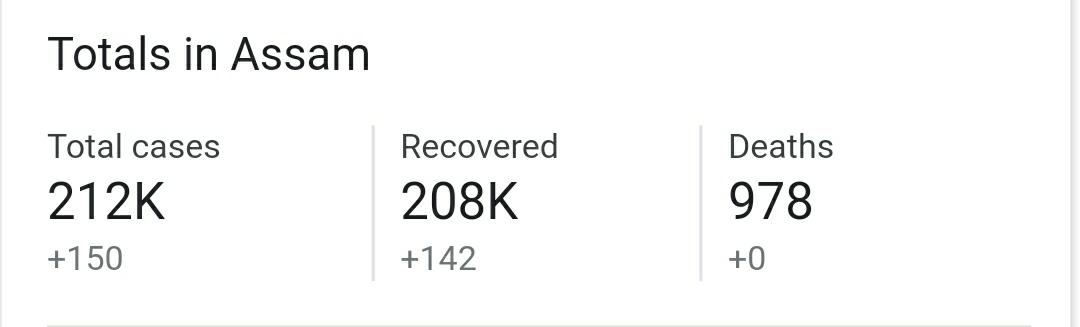 Totals in Assam
Total cases
212K
+150
Recovered
208K
+142
Deaths
978
+0